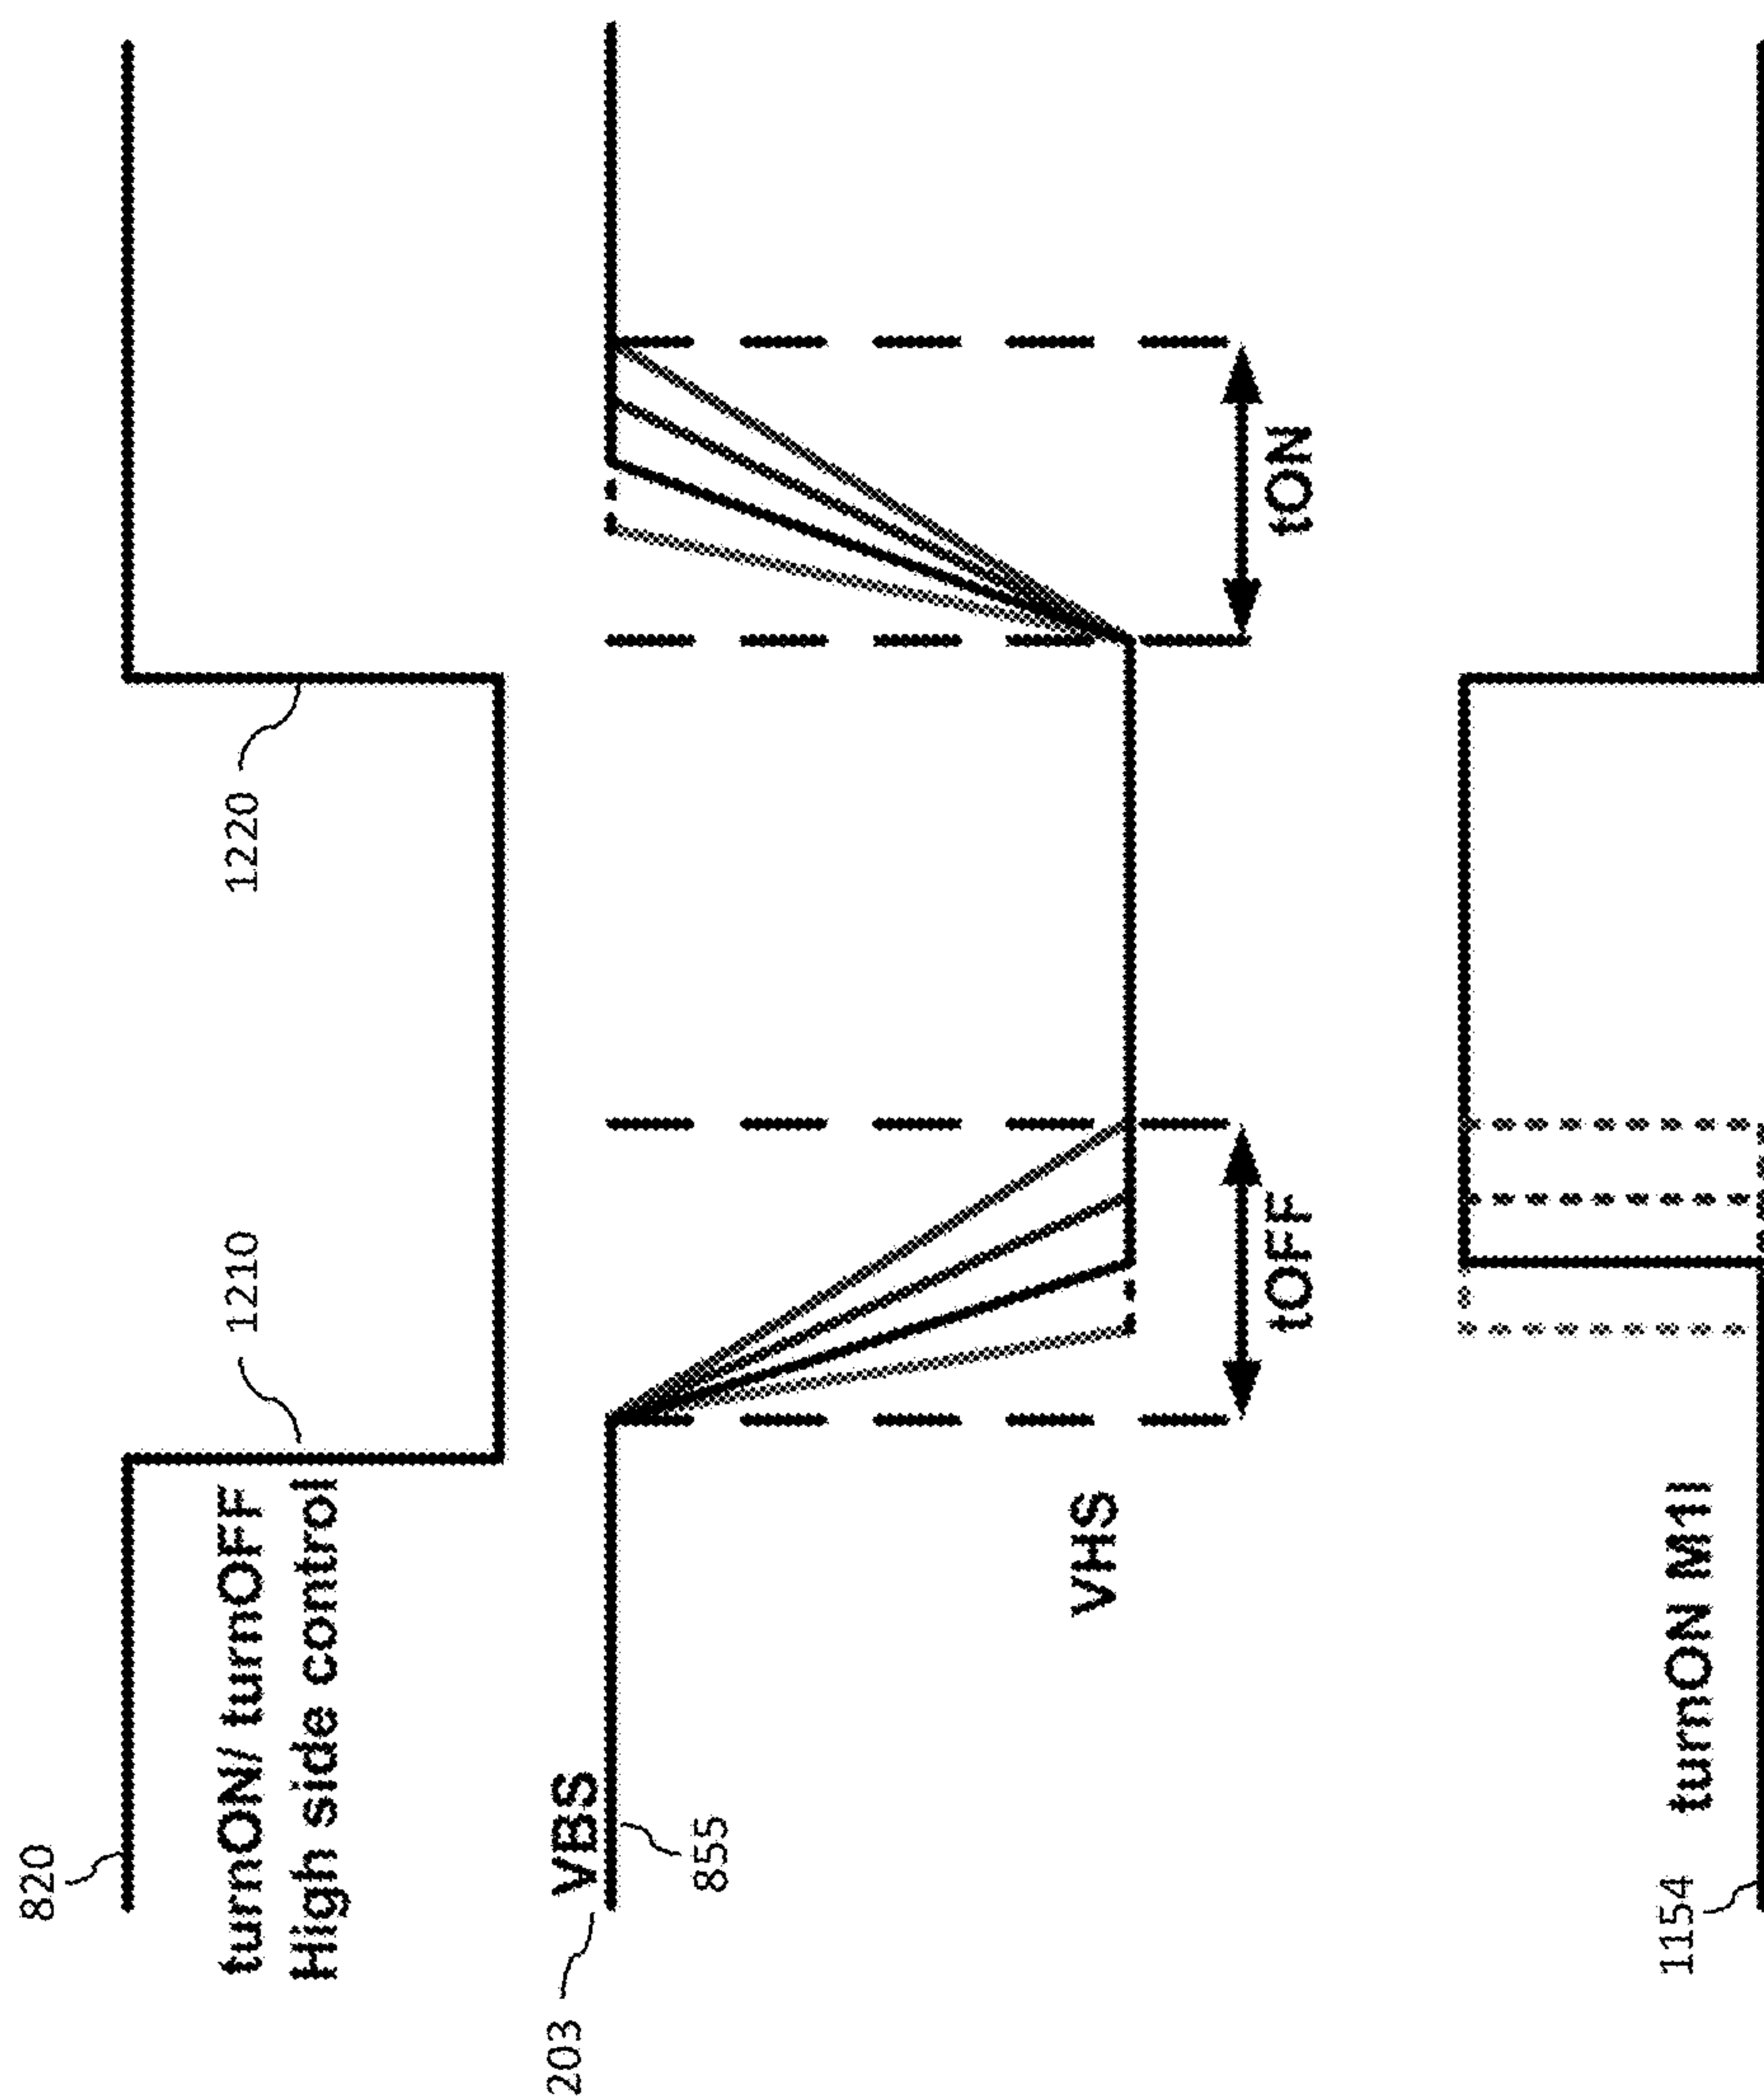 820
turnON/ turnOFF
High side control
1210
1220
203
VBS
855
VHS
tOFF
tON
1154
turnON M1I